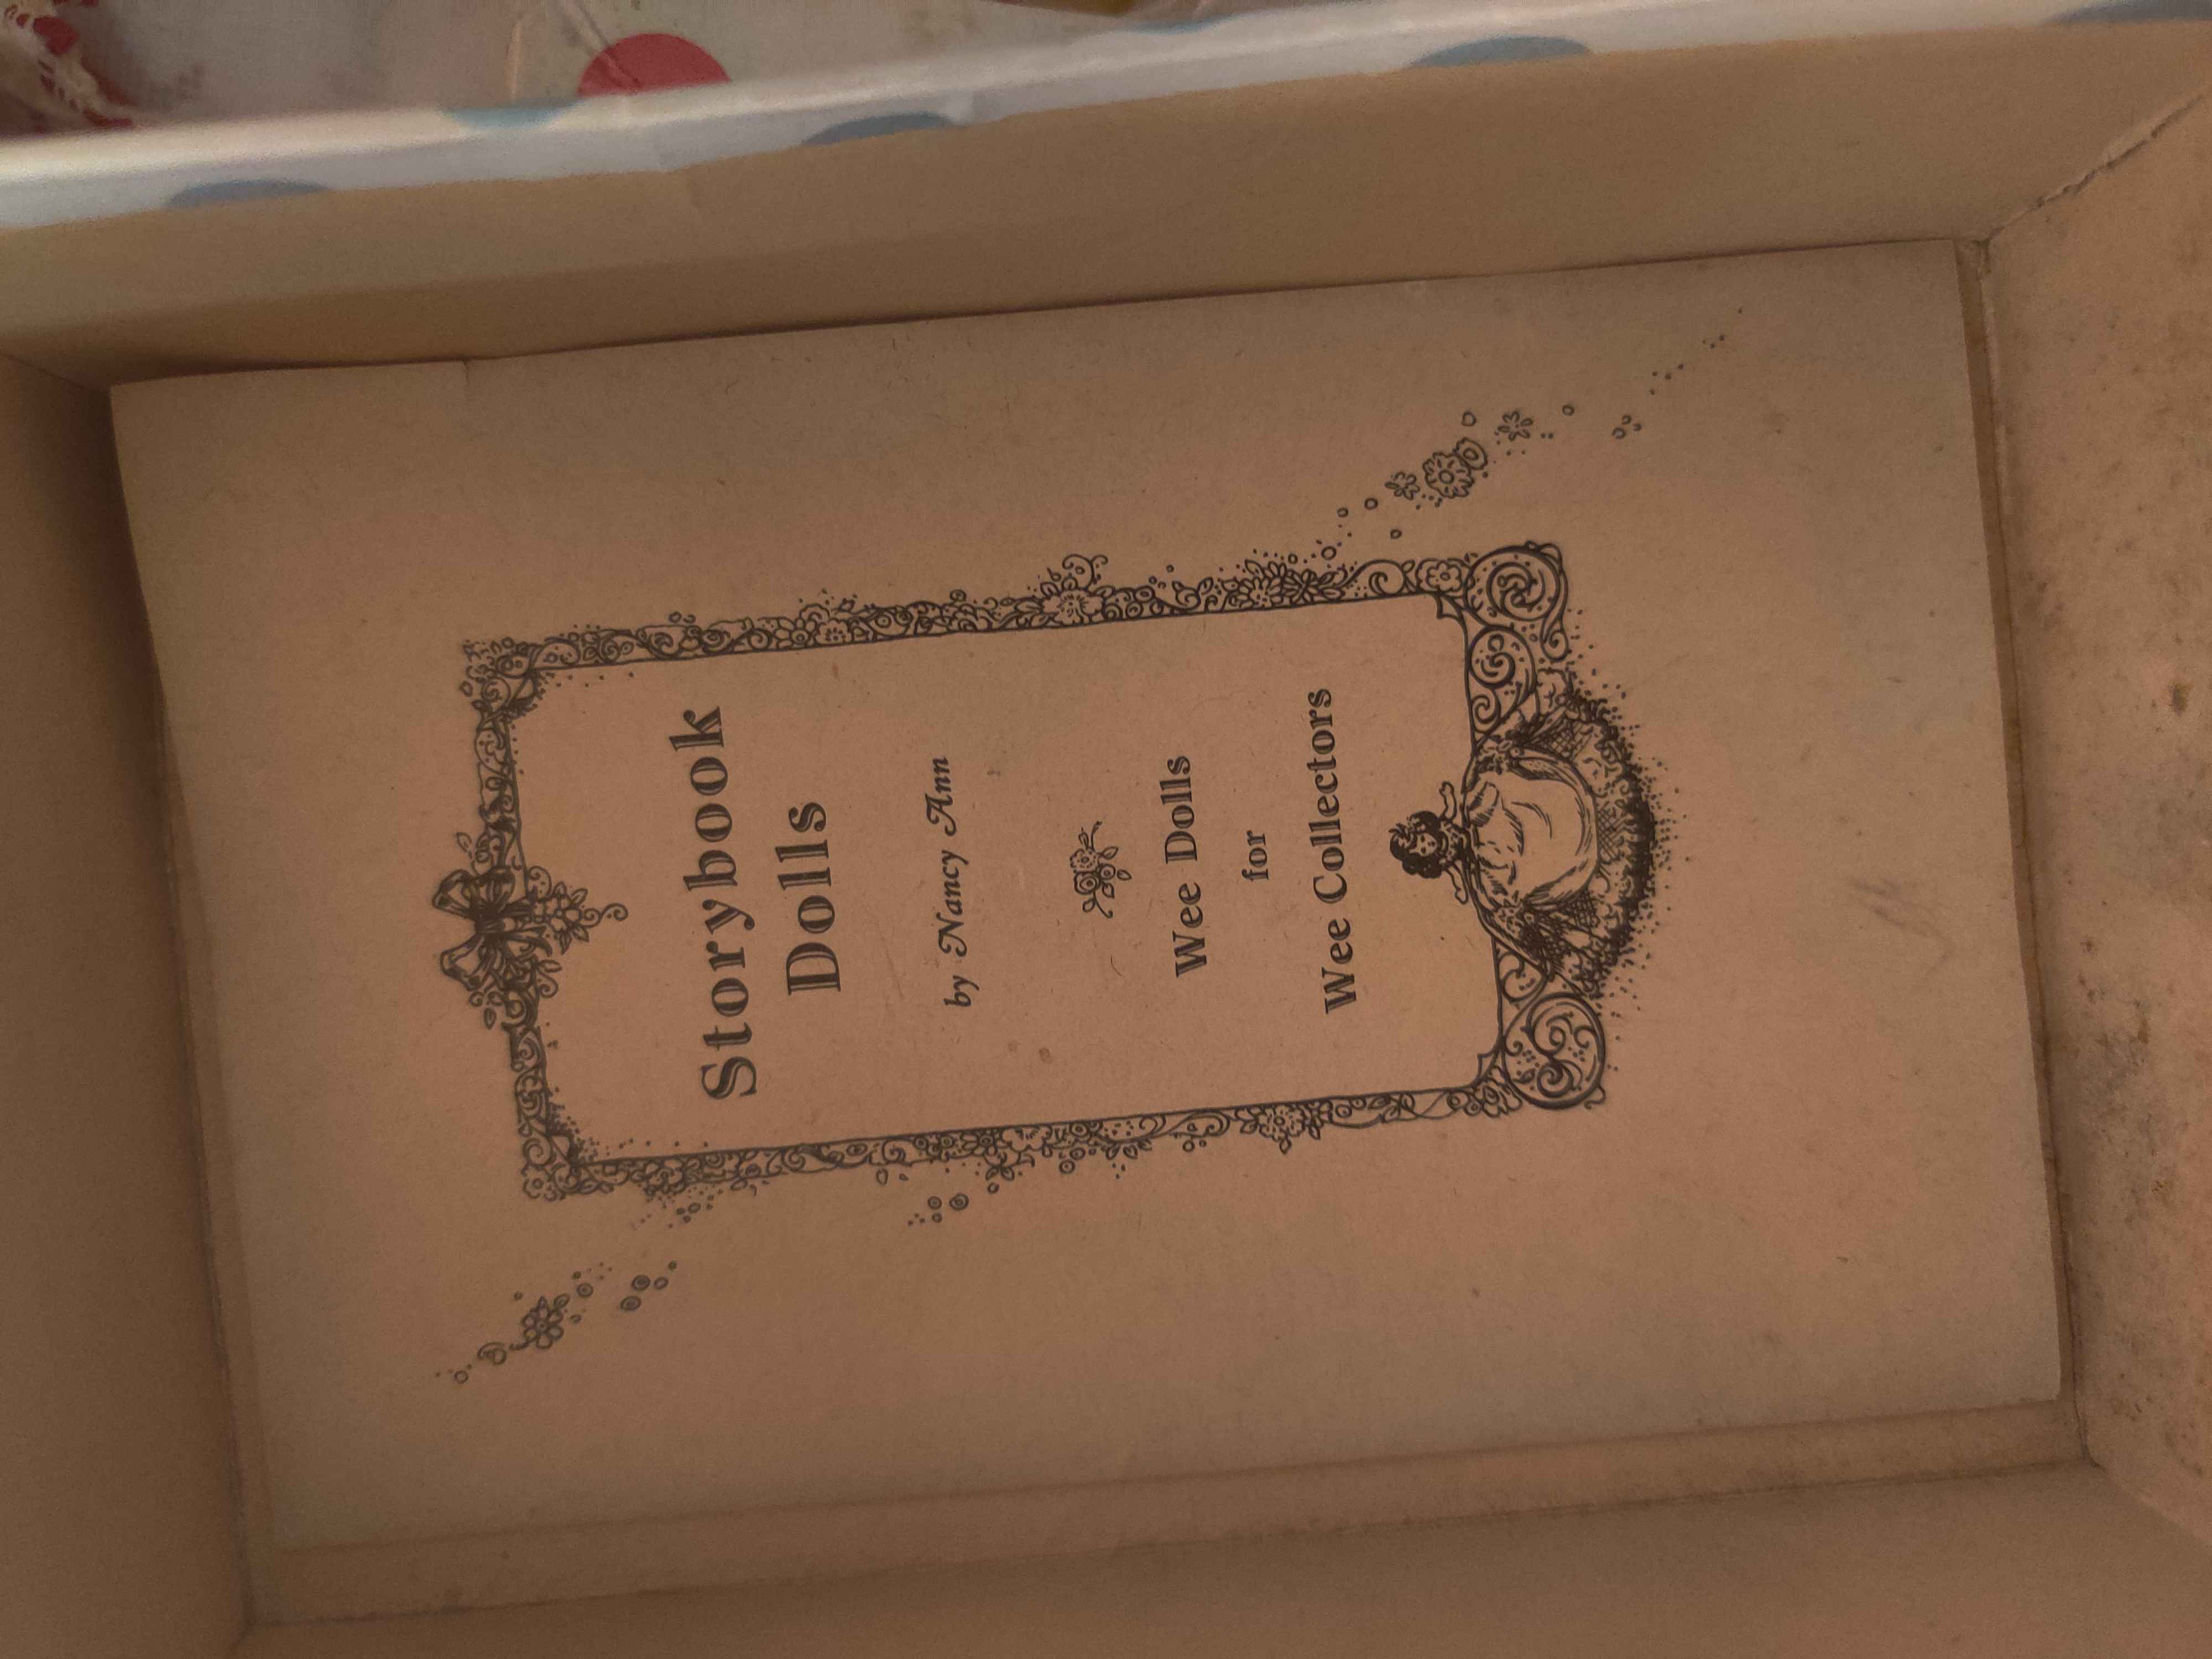 Storybook
Dolls
by Nancy Ann
Wee Dolls
for
Wee Collectors